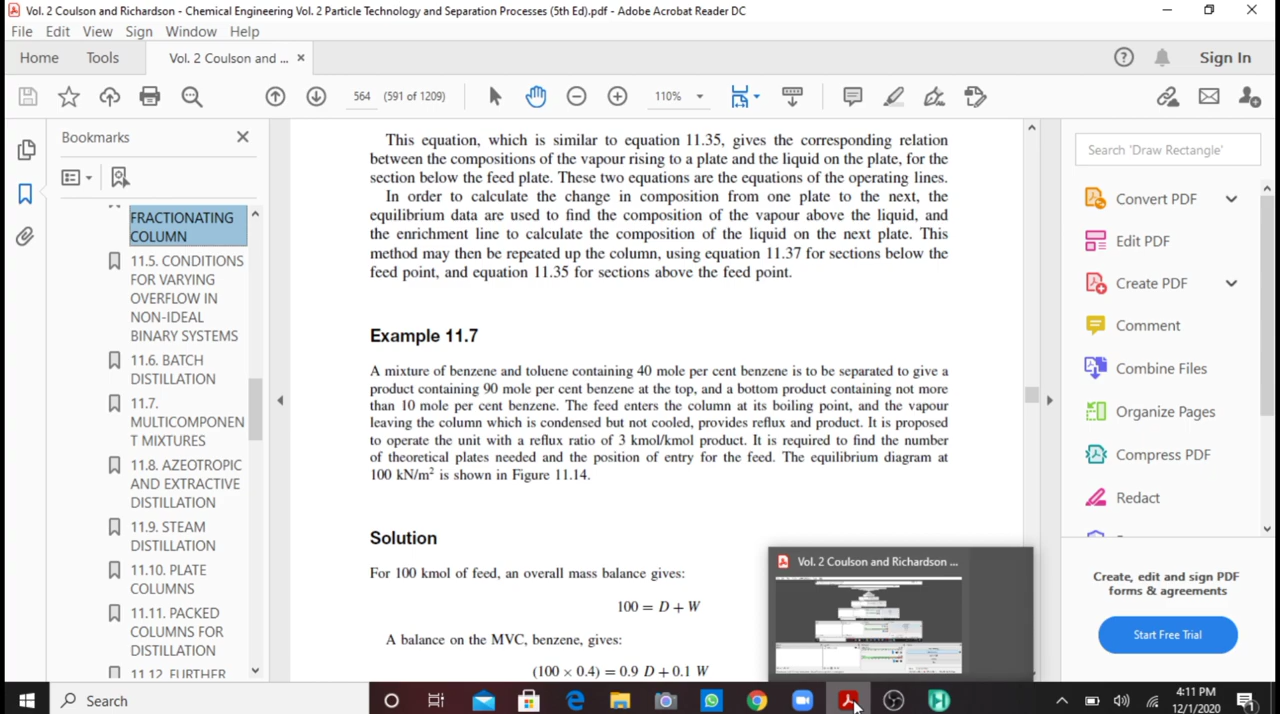 Vol. 2 Coulson and Richardson - Chemical Engineering Vol. 2 Particle Technology and Separation Processes (5th Ed).pdf - Adobe Acrobat Reader DC
File Edit View Sign Window Help
Home Tools Vol. 2 Coulson and ... × Sign In
564 (591 of 1209) 110%
Bookmarks
FRACTIONATING
COLUMN
11.5. CONDITIONS
FOR VARYING
OVERFLOW IN
NON-IDEAL
BINARY SYSTEMS
11.6. BATCH
DISTILLATION
11.7.
MULTICOMPONEN
T MIXTURES
11.8. AZEOTROPIC
AND EXTRACTIVE
DISTILLATION
11.9. STEAM
DISTILLATION
11.10. PLATE
COLUMNS
11.11. PACKED
COLUMNS FOR
DISTILLATION
11.12. FURTHER
This equation, which is similar to equation 11.35, gives the corresponding relation
between the compositions of the vapour rising to a plate and the liquid on the plate, for the
section below the feed plate. These two equations are the equations of the operating lines.
In order to calculate the change in composition from one plate to the next, the
equilibrium data are used to find the composition of the vapour above the liquid, and
the enrichment line to calculate the composition of the liquid on the next plate. This
method may then be repeated up the column, using equation 11.37 for sections below the
feed point, and equation 11.35 for sections above the feed point.
Example 11.7
A mixture of benzene and toluene containing 40 mole per cent benzene is to be separated to give a
product containing 90 mole per cent benzene at the top, and a bottom product containing not more
than 10 mole per cent benzene. The feed enters the column at its boiling point, and the vapour
leaving the column which is condensed but not cooled, provides reflux and product. It is proposed
to operate the unit with a reflux ratio of 3 kmol/kmol product. It is required to find the number
of theoretical plates needed and the position of entry for the feed. The equilibrium diagram at
100 kN/m² is shown in Figure 11.14.
Solution
For 100 kmol of feed, an overall mass balance gives:
100 = D + W
A balance on the MVC, benzene, gives:
(100 × 0.4) = 0.9 D + 0.1 W
Vol. 2 Coulson and Richardson ...
Search 'Draw Rectangle'
Convert PDF
Edit PDF
Create PDF
Comment
Combine Files
Organize Pages
Compress PDF
Redact
Create, edit and sign PDF
forms & agreements
Start Free Trial
Search
4:11 PM
12/1/2020
1